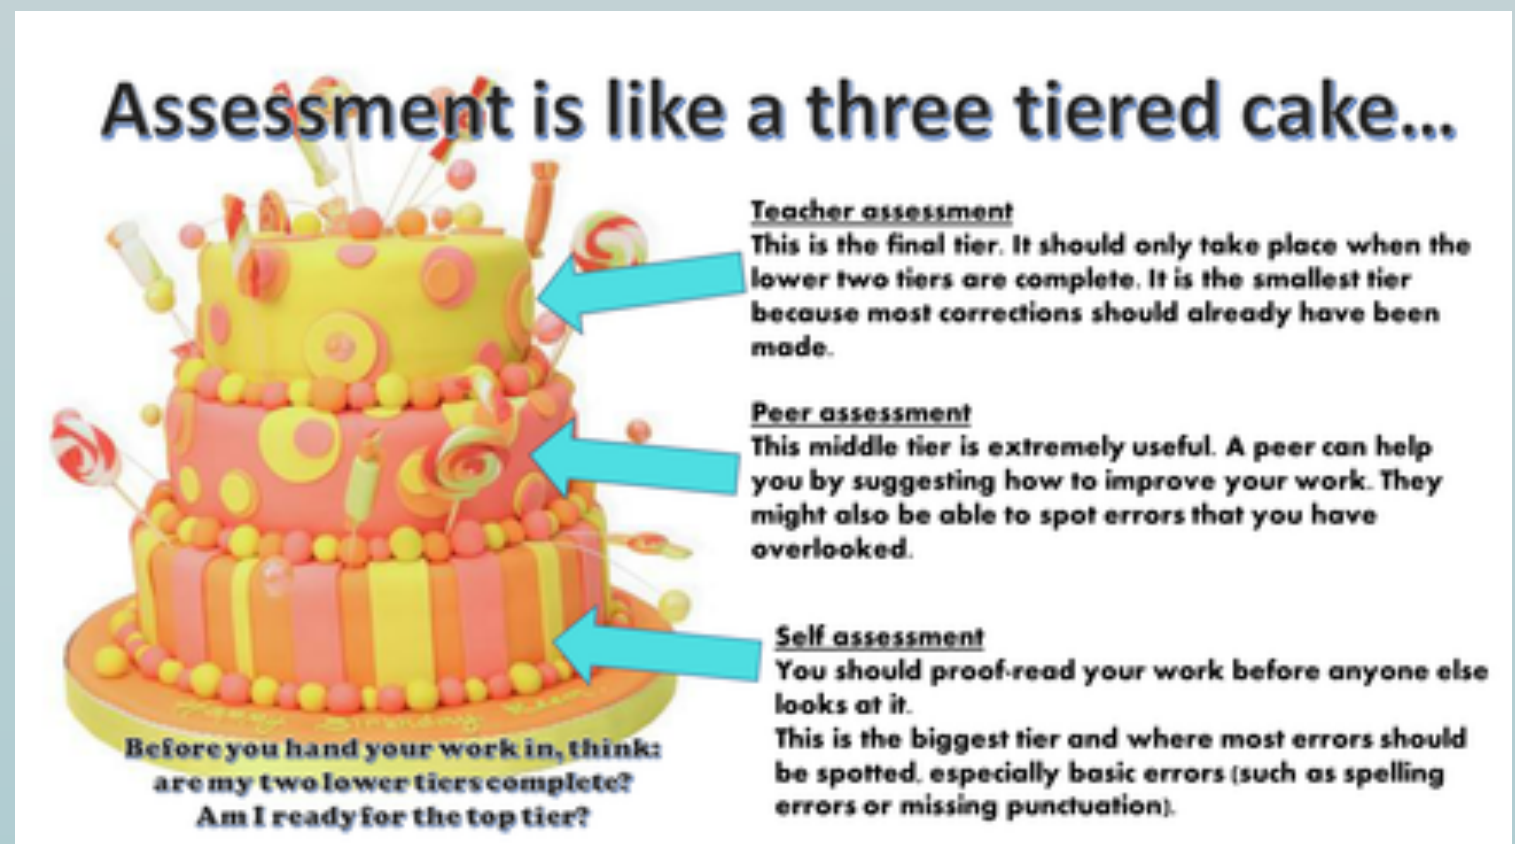 Assessment is like a three tiered cake...
Teacher assessment
This is the final tier. It should only take place when the
lower two tiers are complete. It is the smallest tier
because most corrections should already have been
made.
Peer assessment
This middle tier is extremely useful. A peer can help
you by suggesting how to improve your work. They
might also be able to spot errors that you have
overlooked.
Self assessment
You should proof-read your work before anyone else
looks at it.
This is the biggest tier and where most errors should
be spotted, especially basic errors (such as spelling
errors or missing punctuation).
Happy Birthday
Before you hand your work in, think:
are my two lower tiers complete?
Am I ready for the top tier?